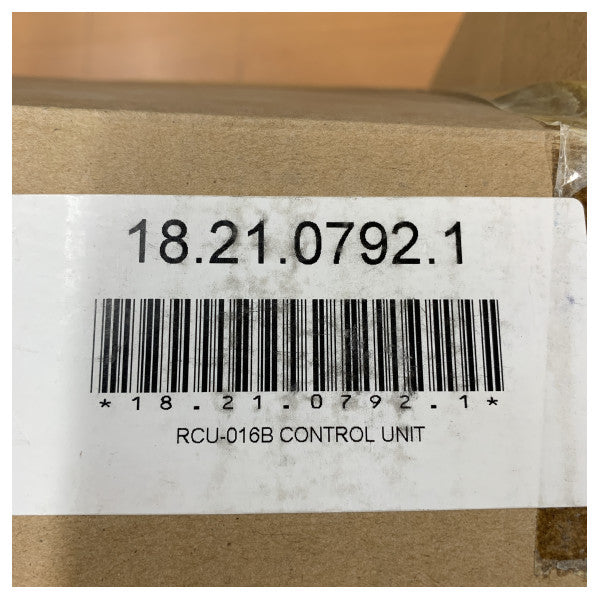 18.21.0792.1
*18.21.0792.1*
RCU-016B CONTROL UNIT